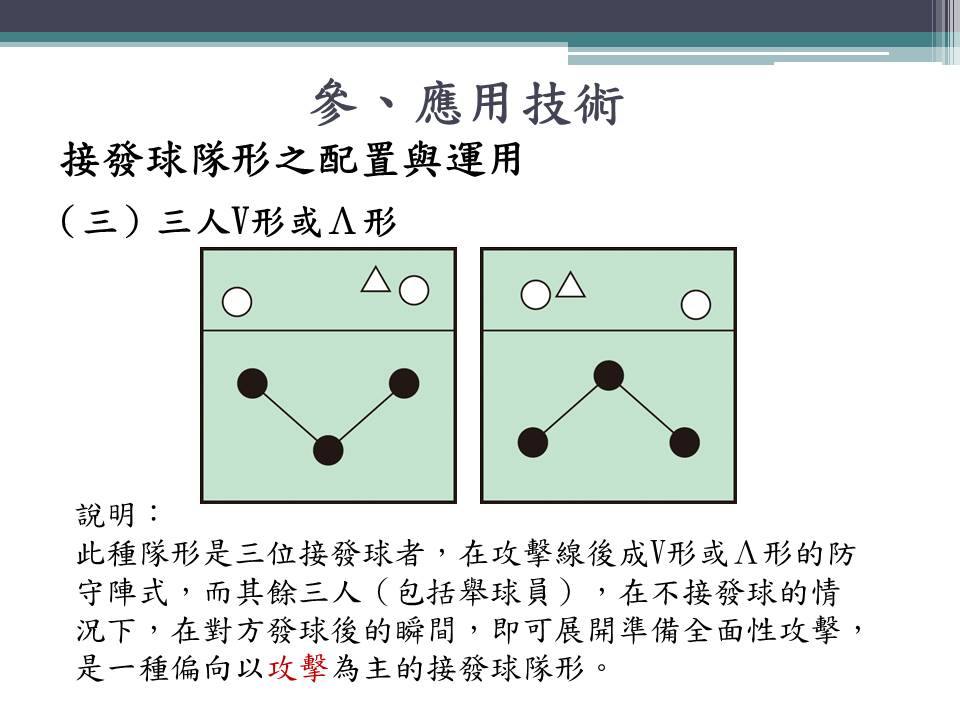 參、應用技術
接發球隊形之配置與運用
（三）三人V形或Λ形
說明：
此種隊形是三位接發球者，在攻擊線後成V形或Λ形的防
守陣式，而其餘三人（包括舉球員），在不接發球的情
況下，在對方發球後的瞬間，即可展開準備全面性攻擊，
是一種偏向以攻擊為主的接發球隊形。